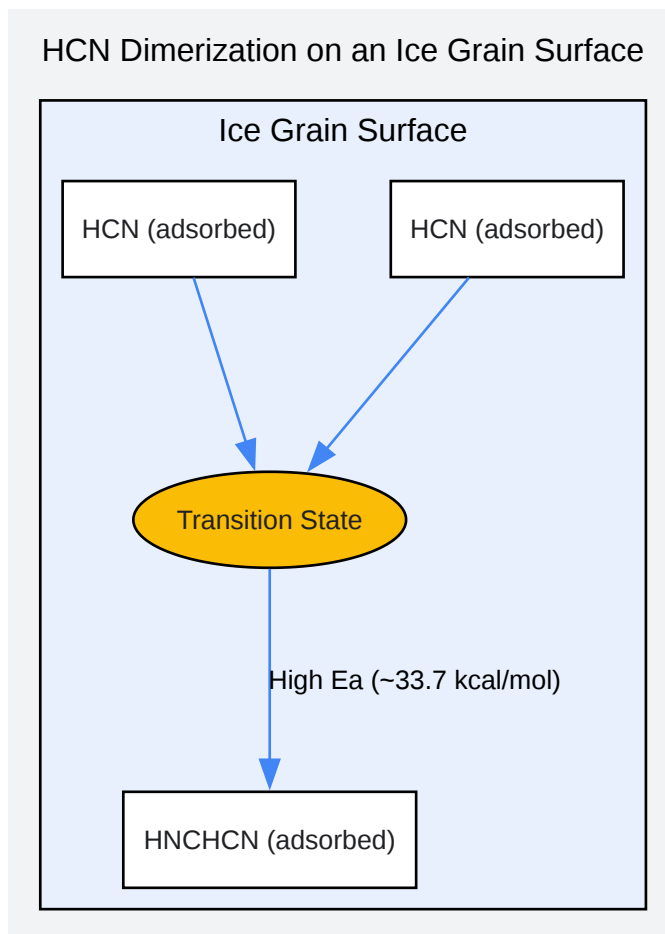 HCN Dimerization on an Ice Grain Surface
Ice Grain Surface
HCN (adsorbed)
HCN (adsorbed)
Transition State
High Ea (~33.7 kcal/mol)
HNCHCN (adsorbed)